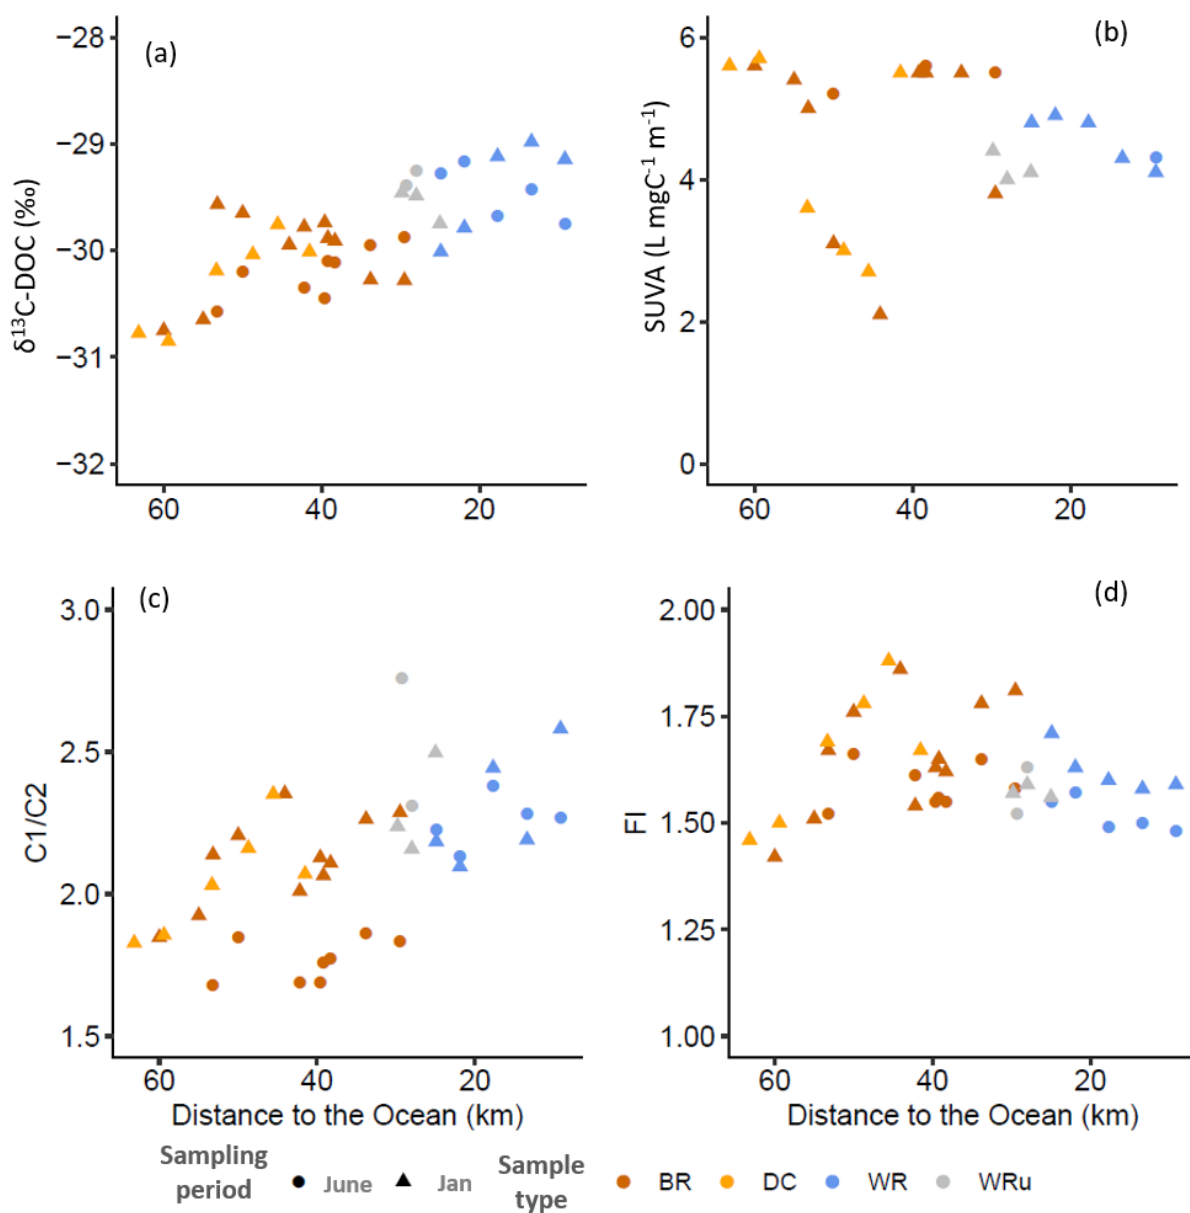 (a)
−28
−29
−30
−31
−32
δ¹³C-DOC (‰)
60 40 20
(b)
6
4
2
0
SUVA (L mgC⁻¹ m⁻¹)
60 40 20
(c)
3.0
2.5
2.0
1.5
C1/C2
60 40 20
Distance to the Ocean (km)
(d)
2.00
1.75
1.50
1.25
1.00
FI
60 40 20
Distance to the Ocean (km)
Sampling
period
June Jan
Sample
type
BR DC WR WRu